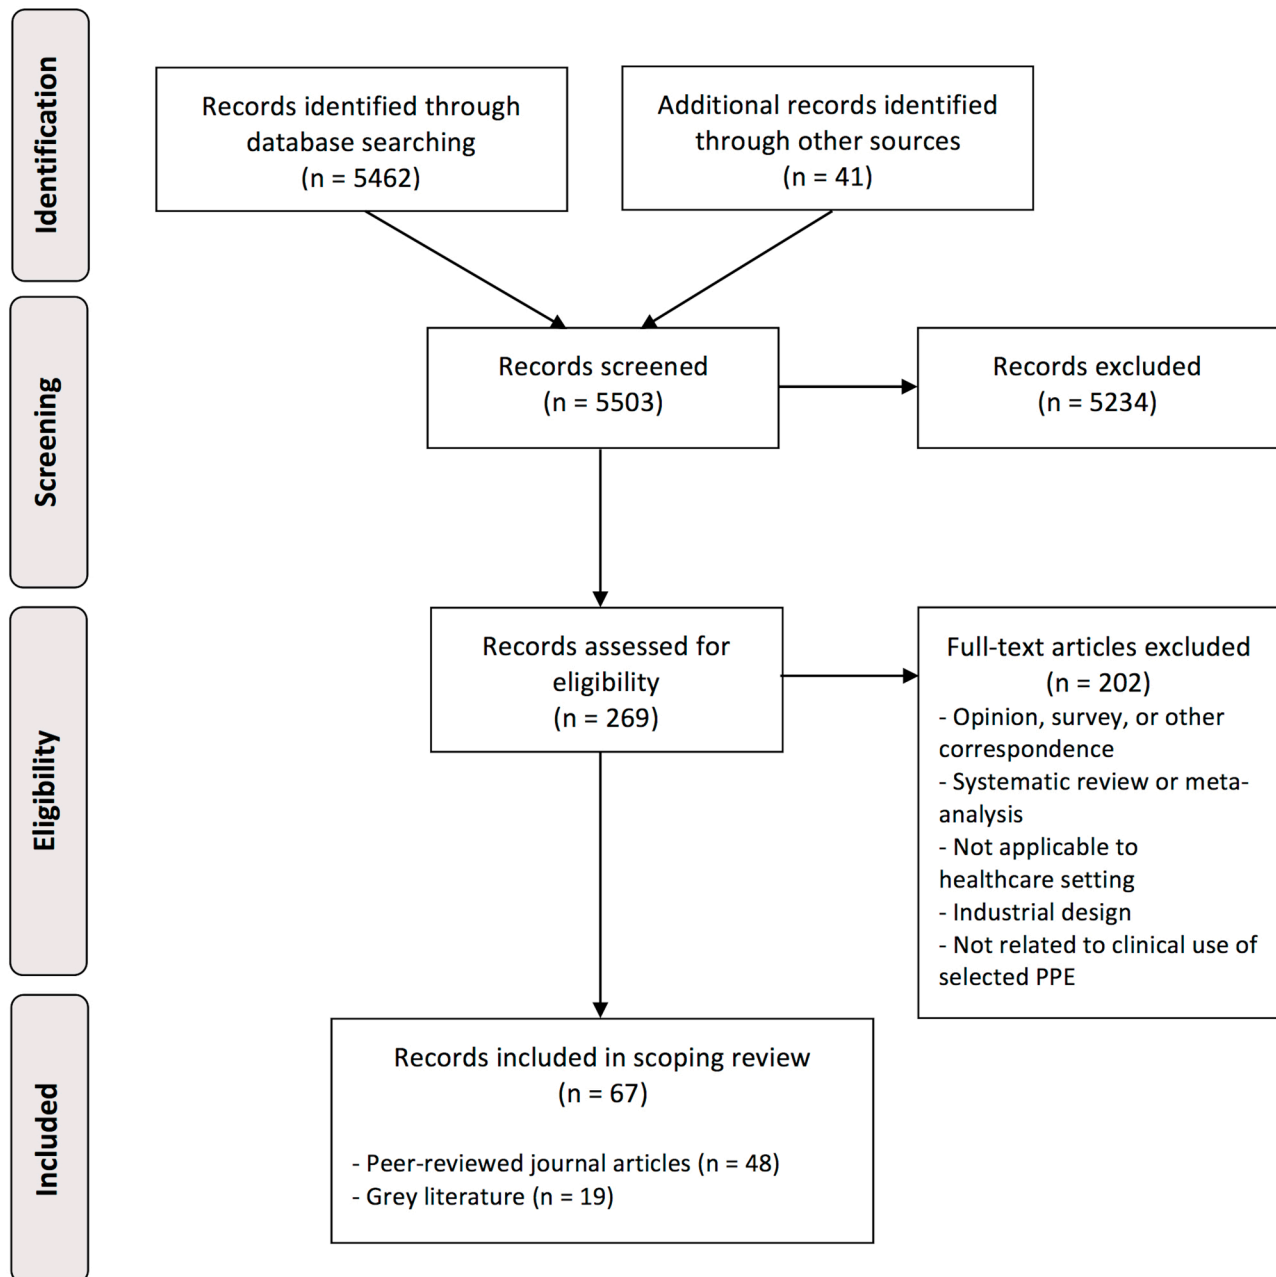 Identification
Records identified through
database searching
(n = 5462)
Additional records identified
through other sources
(n = 41)
Screening
Records screened
(n = 5503)
Records excluded
(n = 5234)
Eligibility
Records assessed for
eligibility
(n = 269)
Full-text articles excluded
(n = 202)
- Opinion, survey, or other
correspondence
- Systematic review or meta-
analysis
- Not applicable to
healthcare setting
- Industrial design
- Not related to clinical use of
selected PPE
Included
Records included in scoping review
(n = 67)
- Peer-reviewed journal articles (n = 48)
- Grey literature (n = 19)